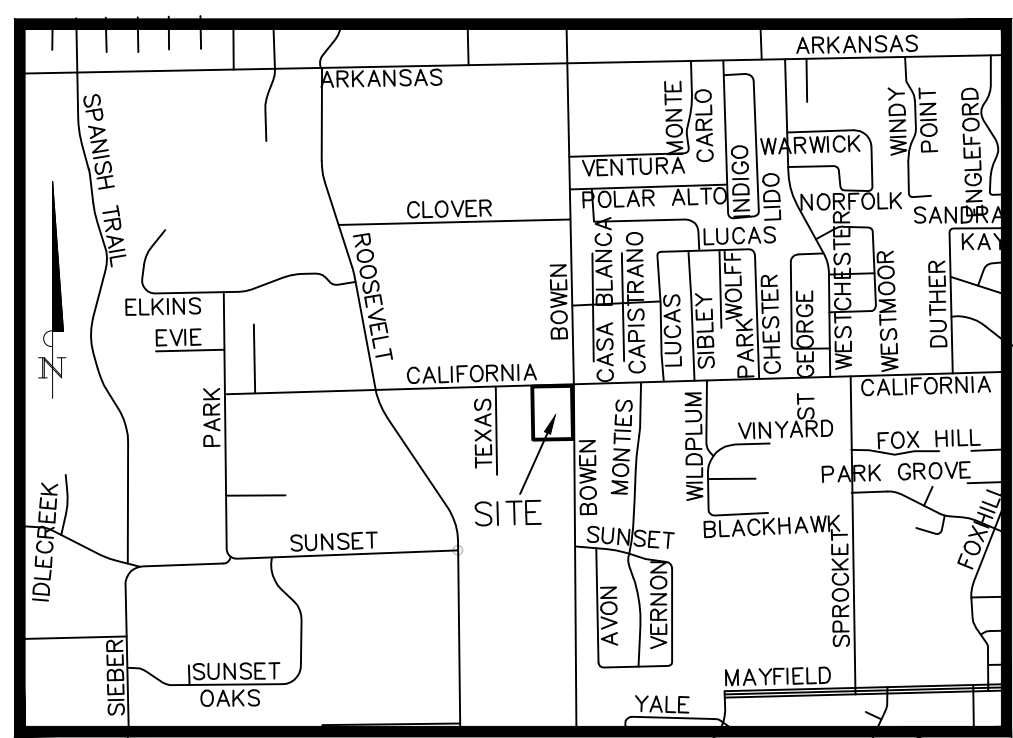 ARKANSAS
ARKANSAS
SPANISH TRAIL
MONTE
CARLO
WINDY
POINT
ENGLEFORD
INDIGO
LIDO
WARWICK
VENTURA
POLAR ALTO
NORFOLK
SANDRA
KAY
CLOVER
LUCAS
ROOSEVELT
BOWEN
CASA BLANCA
CAPISTRANO
LUCAS
SIBLEY
WOLFF
PARK
CHESTER
GEORGE
ST
WESTCHESTER
WESTMOOR
DUTHER
ELKINS
EVIE
N
CALIFORNIA
CALIFORNIA
PARK
TEXAS
BOWEN
MONTIES
WILDPLUM
VINYARD
FOX HILL
PARK GROVE
SITE
BLACKHAWK
SPROCKET
FOXHILL
IDLECREEK
SUNSET
SUNSET
AVON
VERNON
SIEBER
SUNSET
OAKS
MAYFIELD
YALE